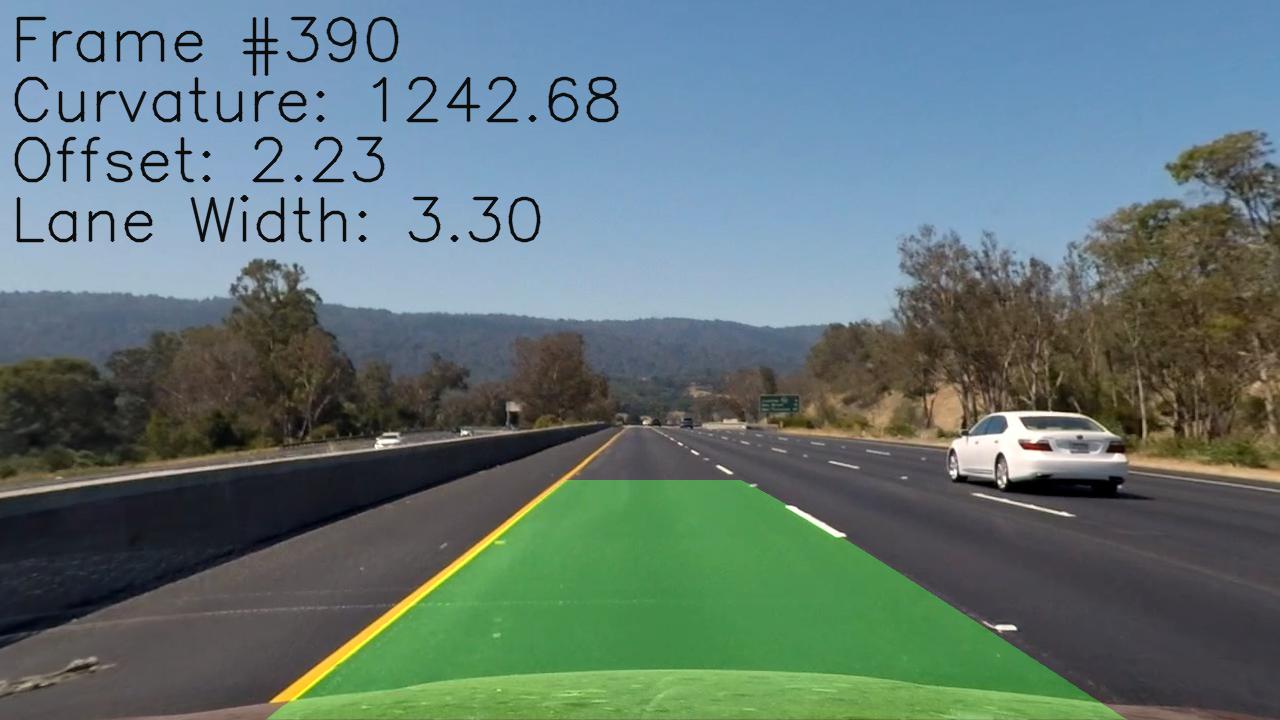 Frame #390
Curvature: 1242.68
Offset: 2.23
Lane Width: 3.30